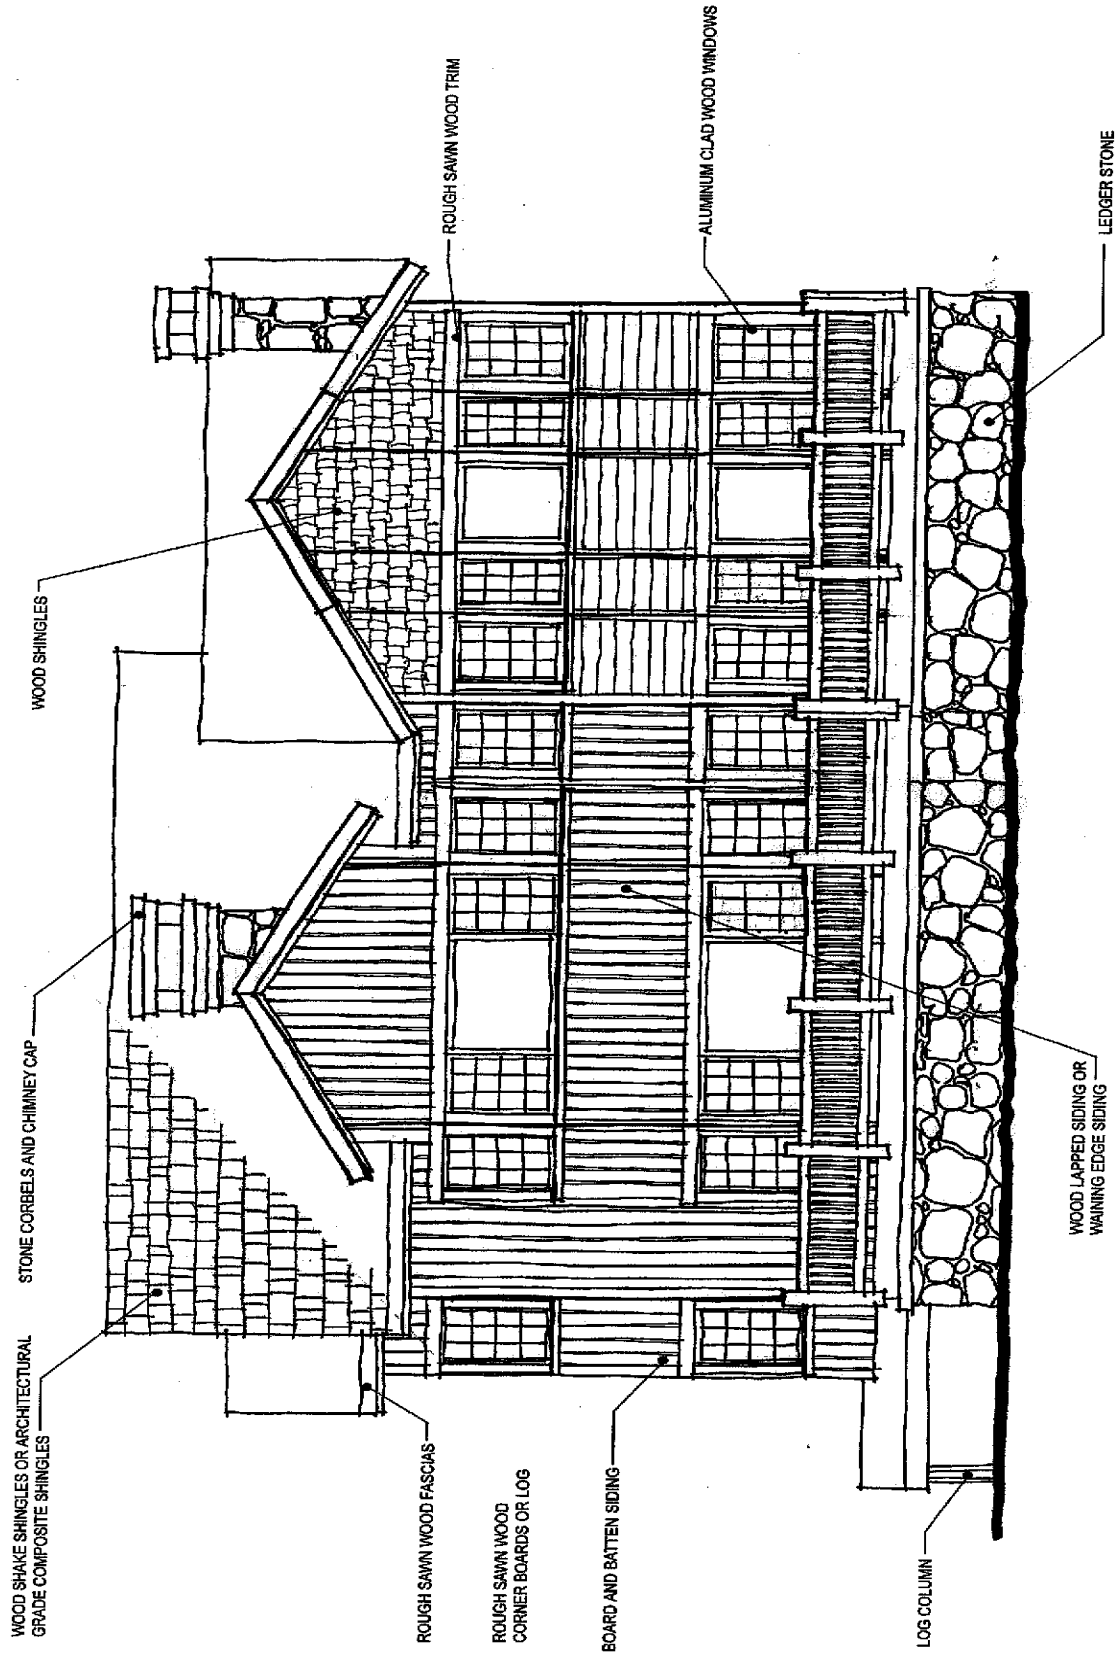 WOOD SHAKE SHINGLES OR ARCHITECTURAL
GRADE COMPOSITE SHINGLES
STONE CORBELS AND CHIMNEY CAP
WOOD SHINGLES
ROUGH SAWN WOOD FASCIAS
ROUGH SAWN WOOD TRIM
ROUGH SAWN WOOD
CORNER BOARDS OR LOG
BOARD AND BATTEN SIDING
ALUMINUM CLAD WOOD WINDOWS
LOG COLUMN
WOOD LAPPED SIDING OR
WAINING EDGE SIDING
LEDGER STONE